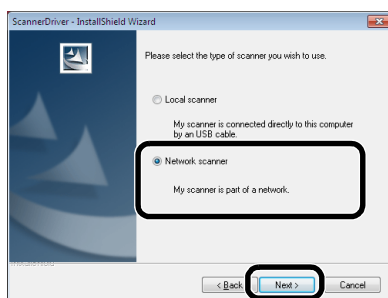 ScannerDriver - InstallShield Wizard
Please select the type of scanner you wish to use.
Local scanner
My scanner is connected directly to this computer
by an USB cable.
Network scanner
My scanner is part of a network.
InstallShield
< Back
Next >
Cancel